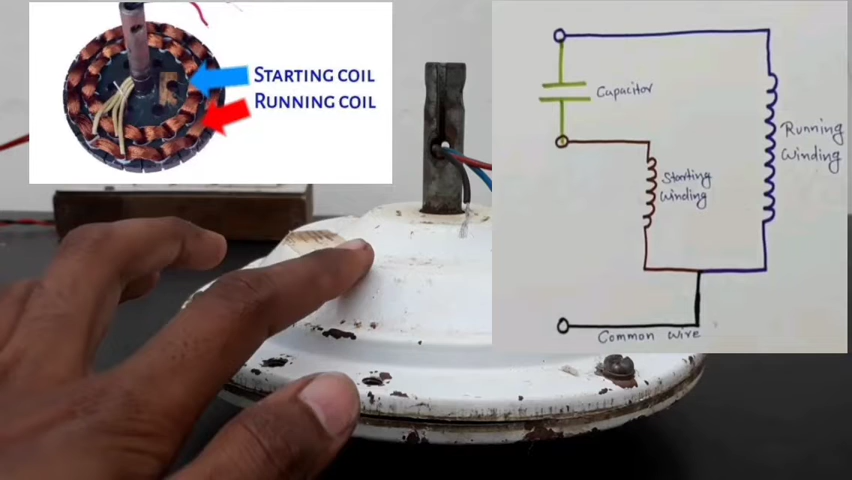 STARTING COIL
RUNNING COIL
Capacitor
Running
Winding
Starting
Winding
Common Wire